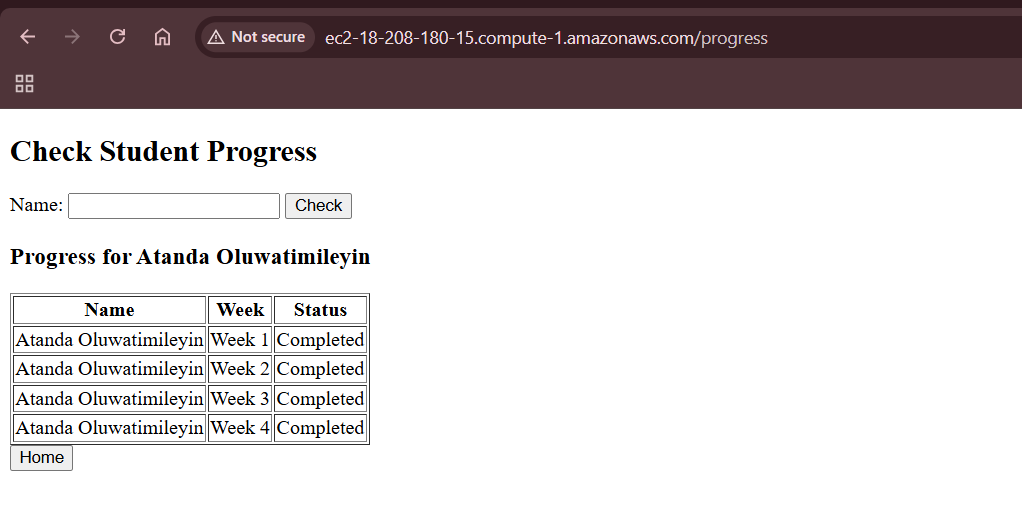 Not secure ec2-18-208-180-15.compute-1.amazonaws.com/progress
Check Student Progress
Name: Check
Progress for Atanda Oluwatimileyin
Name Week Status
Atanda Oluwatimileyin Week 1 Completed
Atanda Oluwatimileyin Week 2 Completed
Atanda Oluwatimileyin Week 3 Completed
Atanda Oluwatimileyin Week 4 Completed
Home